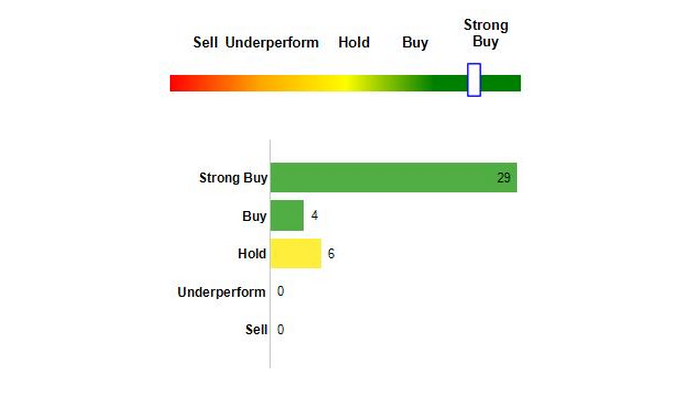 Sell Underperform Hold Buy Strong
Buy
Strong Buy 29
Buy 4
Hold 6
Underperform 0
Sell 0